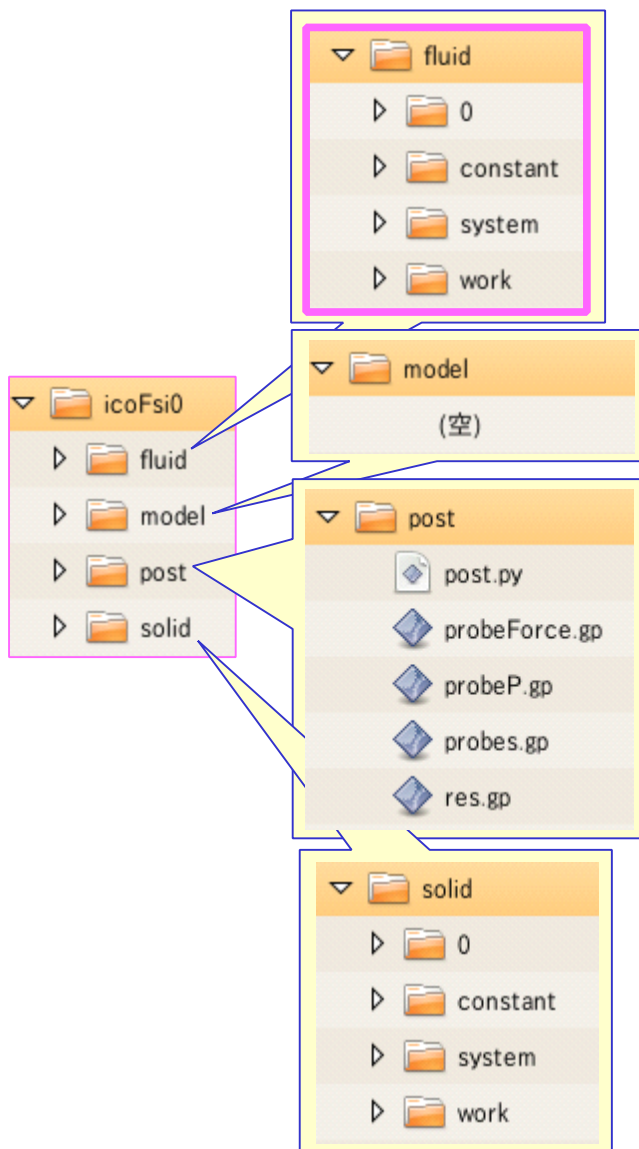 fluid
0
constant
system
work
model
(空)
icoFsi0
fluid
model
post
solid
post
post.py
probeForce.gp
probeP.gp
probes.gp
res.gp
solid
0
constant
system
work